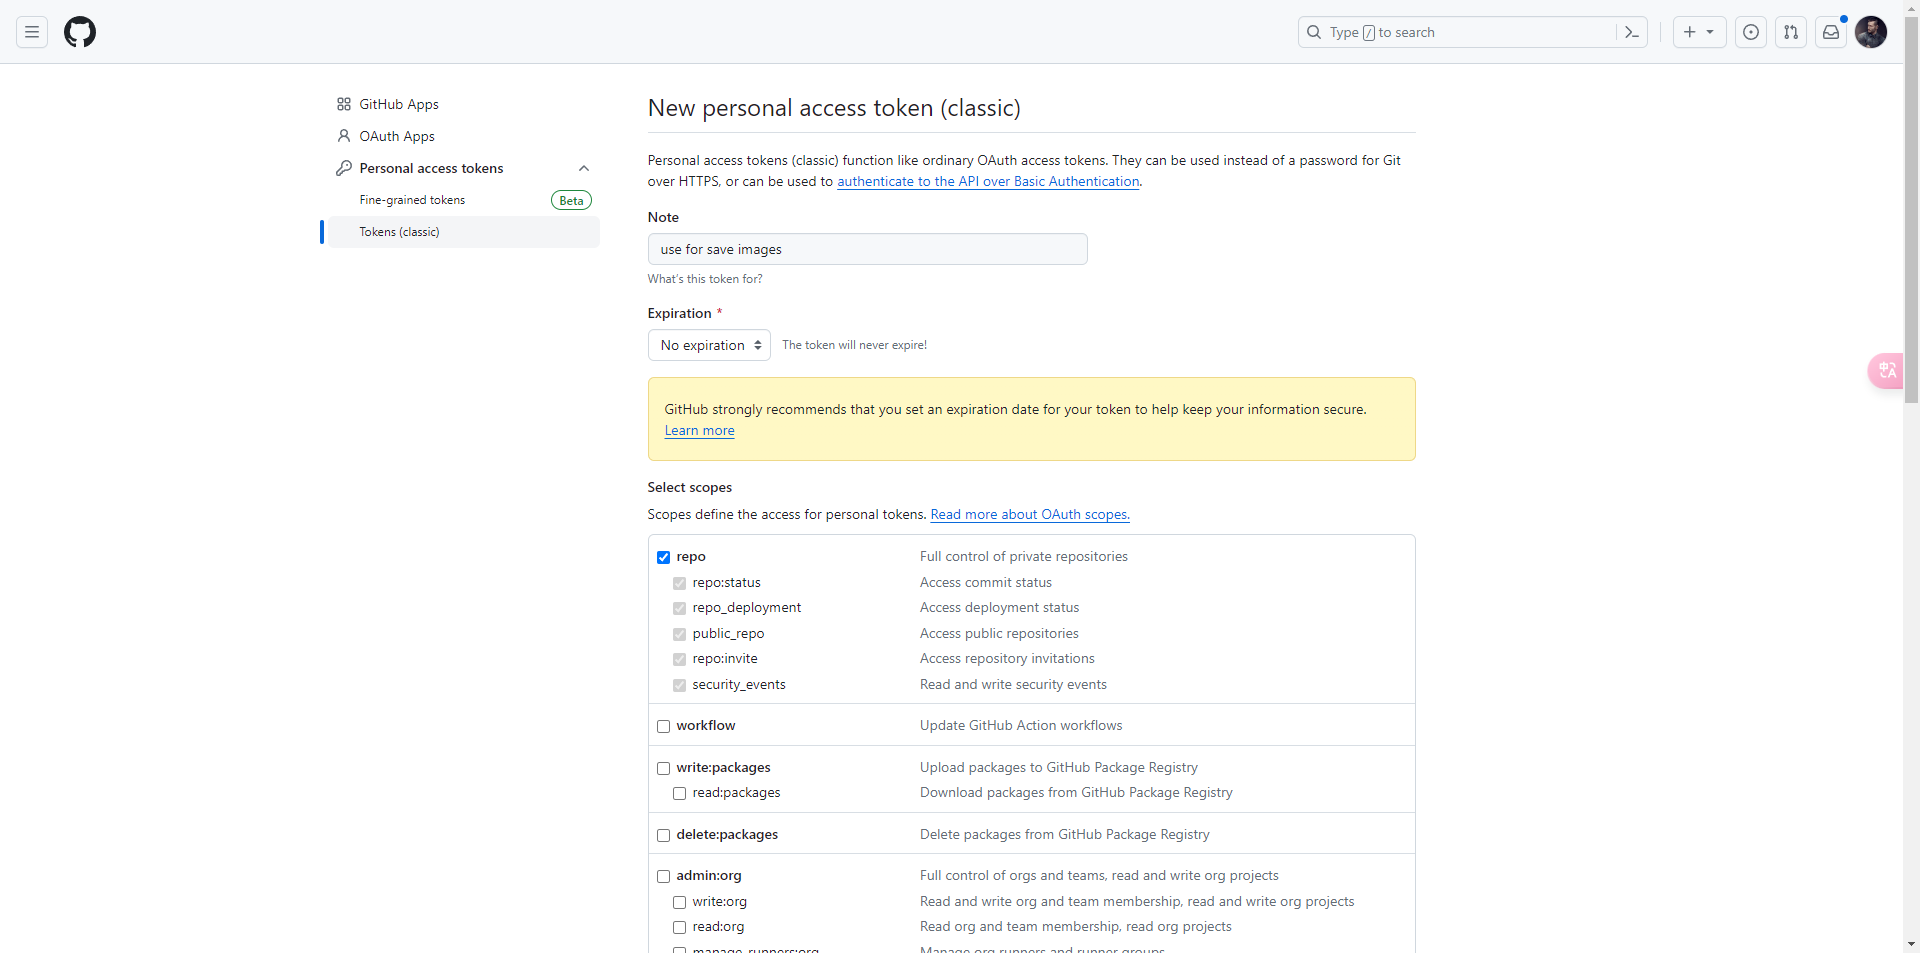 Type / to search
GitHub Apps
OAuth Apps
Personal access tokens
Fine-grained tokens Beta
Tokens (classic)
New personal access token (classic)
Personal access tokens (classic) function like ordinary OAuth access tokens. They can be used instead of a password for Git
over HTTPS, or can be used to authenticate to the API over Basic Authentication.
Note
use for save images
What's this token for?
Expiration *
No expiration The token will never expire!
GitHub strongly recommends that you set an expiration date for your token to help keep your information secure.
Learn more
Select scopes
Scopes define the access for personal tokens. Read more about OAuth scopes.
repo Full control of private repositories
repo:status Access commit status
repo_deployment Access deployment status
public_repo Access public repositories
repo:invite Access repository invitations
security_events Read and write security events
workflow Update GitHub Action workflows
write:packages Upload packages to GitHub Package Registry
read:packages Download packages from GitHub Package Registry
delete:packages Delete packages from GitHub Package Registry
admin:org Full control of orgs and teams, read and write org projects
write:org Read and write org and team membership, read and write org projects
read:org Read org and team membership, read org projects
manage_runners:org Manage org runners and runner groups